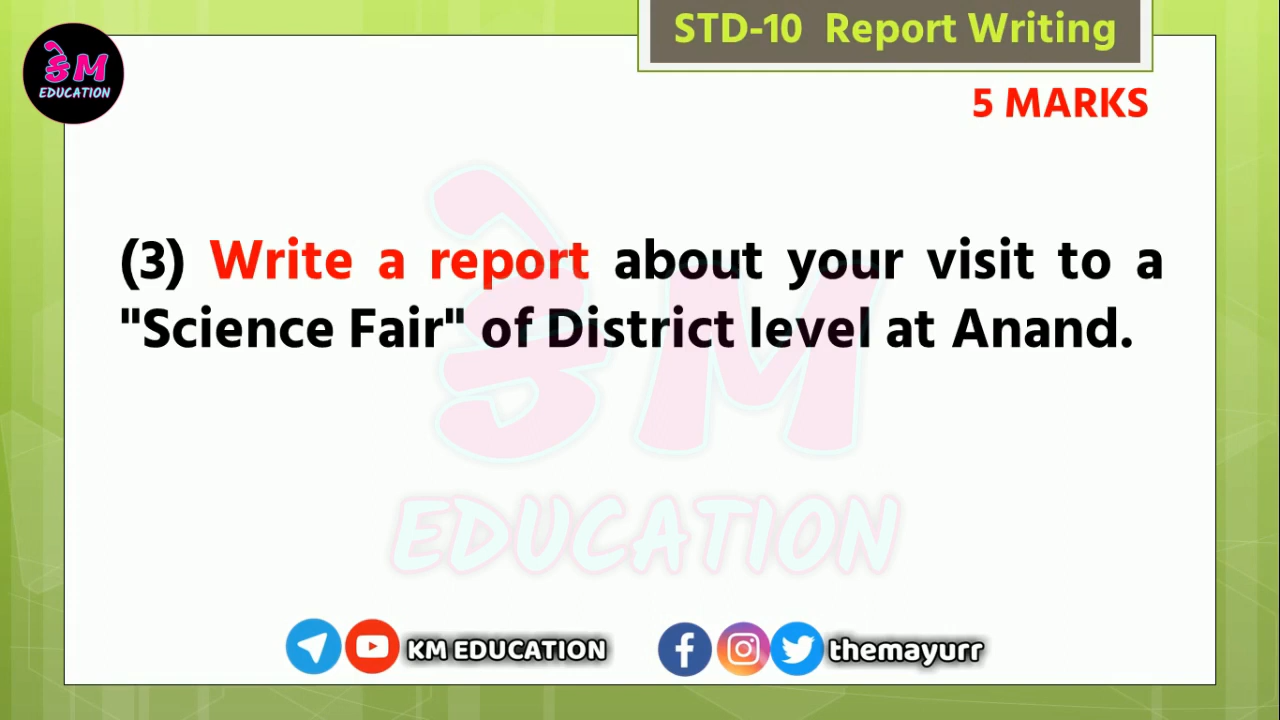 STD-10 Report Writing
કેM
EDUCATION
5 MARKS
(3) Write a report about your visit to a
"Science Fair" of District level at Anand.
કેM
EDUCATION
KM EDUCATION
themayurr